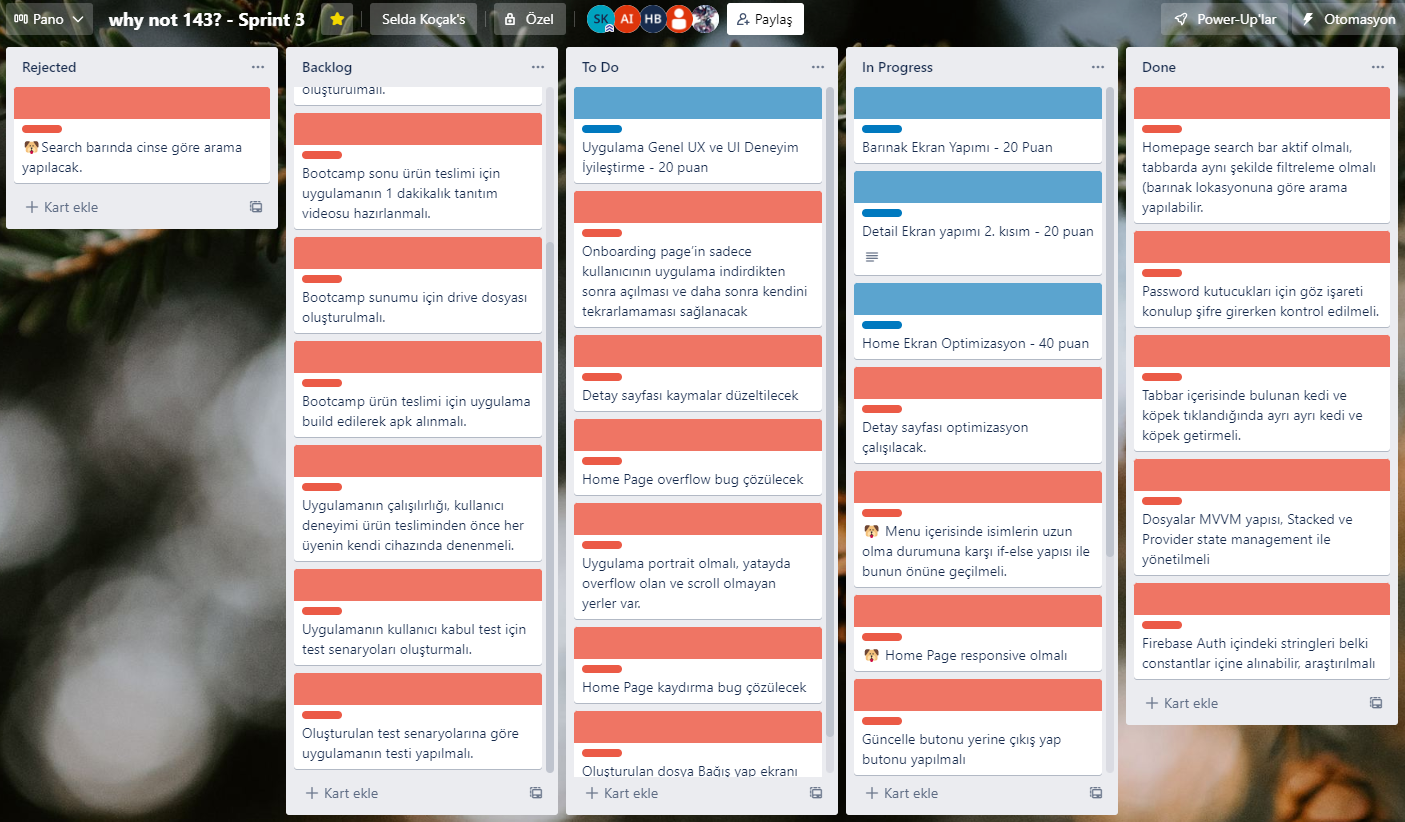 Pano
why not 143? - Sprint 3
Selda Koçak's
Özel
SK
AI
HB
Paylaş
Power-Up'lar
Otomasyon
Rejected
Search barında cinse göre arama
yapılacak.
Kart ekle
Backlog
oluşturulmalı.
Bootcamp sonu ürün teslimi için
uygulamanın 1 dakikalık tanıtım
videosu hazırlanmalı.
Bootcamp sunumu için drive dosyası
oluşturulmalı.
Bootcamp ürün teslimi için uygulama
build edilerek apk alınmalı.
Uygulamanın çalışılırlığı, kullanıcı
deneyimi ürün tesliminden önce her
üyenin kendi cihazında denenmeli.
Uygulamanın kullanıcı kabul test için
test senaryoları oluşturmalı.
Oluşturulan test senaryolarına göre
uygulamanın testi yapılmalı.
Kart ekle
To Do
Uygulama Genel UX ve UI Deneyim
İyileştirme - 20 puan
Onboarding page’in sadece
kullanıcının uygulama indirdikten
sonra açılması ve daha sonra kendini
tekrarlamaması sağlanacak
Detay sayfası kaymalar düzeltilecek
Home Page overflow bug çözülecek
Uygulama portrait olmalı, yatayda
overflow olan ve scroll olmayan
yerler var.
Home Page kaydırma bug çözülecek
Oluşturulan dosya Bağış yap ekranı
Kart ekle
In Progress
Barınak Ekran Yapımı - 20 Puan
Detail Ekran yapımı 2. kısım - 20 puan
Home Ekran Optimizasyon - 40 puan
Detay sayfası optimizasyon
çalışılacak.
Menu içerisinde isimlerin uzun
olma durumuna karşı if-else yapısı ile
bunun önüne geçilmeli.
Home Page responsive olmalı
Güncelle butonu yerine çıkış yap
butonu yapılmalı
Kart ekle
Done
Homepage search bar aktif olmalı,
tabbarda aynı şekilde filtreleme olmalı
(barınak lokasyonuna göre arama
yapılabilir.
Password kutucukları için göz işareti
konulup şifre girerken kontrol edilmeli.
Tabbar içerisinde bulunan kedi ve
köpek tıklandığında ayrı ayrı kedi ve
köpek getirmeli.
Dosyalar MVVM yapısı, Stacked ve
Provider state management ile
yönetilmeli
Firebase Auth içindeki stringleri belki
constantlar içine alınabilir, araştırılmalı
Kart ekle